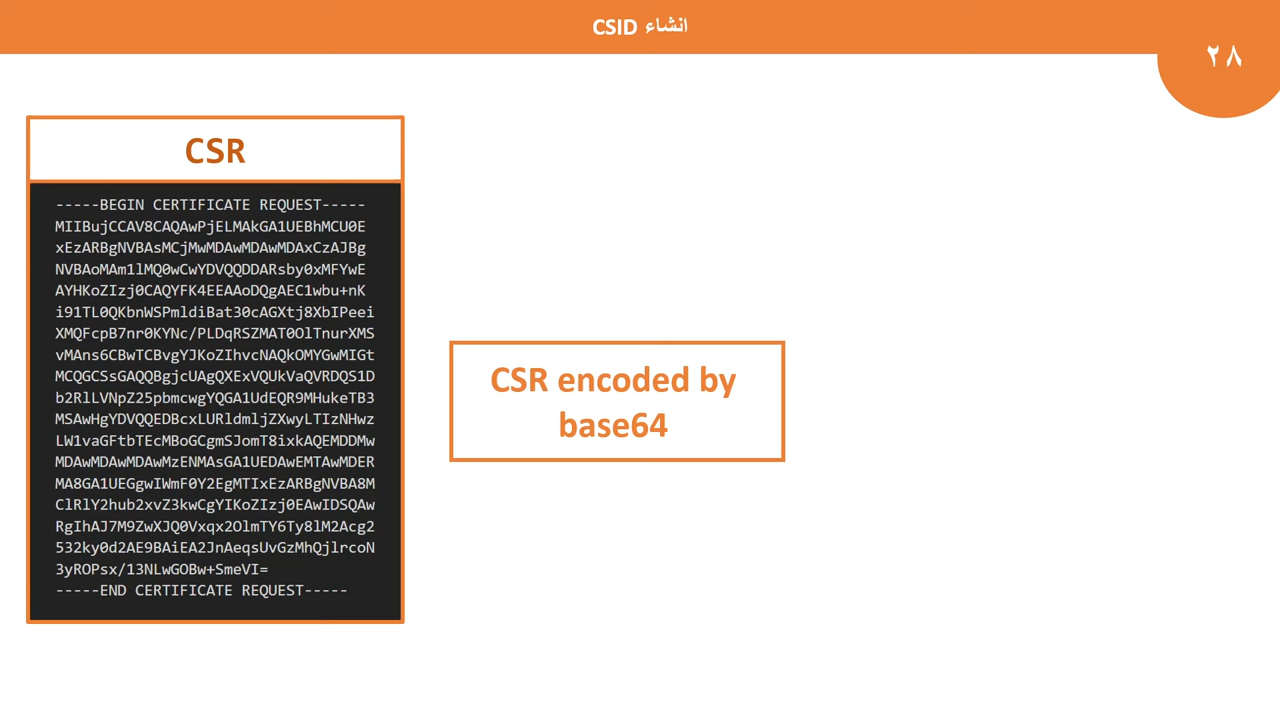 انشاء CSID
٢٨
CSR
-----BEGIN CERTIFICATE REQUEST-----
MIIBujCCAV8CAQAwPjELMAkGA1UEBhMCU0E
xEzARBgNVBAsMCjMwMDAwMDAwMDAxCzAJBg
NVBAoMAm1lMQ0wCwYDVQQDDARsby0xMFYwE
AYHKoZIzj0CAQYFK4EEAAoDQgAEC1wbu+nK
i91TL0QKbnWSPmldiBat30cAGXtj8XbIPeei
XMQFcpB7nr0KYNc/PLDqRSZMAT0OlTnurXMS
vMAns6CBwTCBvgYJKoZIhvcNAQkOMYGwMIGt
MCQGCSsGAQQBgjcUAgQXExVQUkVaQVRDQS1D
b2RlLVNpZ25pbmcwgYQGA1UdEQR9MHukeTB3
MSAwHgYDVQQEDBcxLURldmljZXwyLTIzNHwz
LW1vaGFtbTEcMBoGCgmSJomT8ixkAQEMDDMw
MDAwMDAwMDAwMzENMAsGA1UEDAwEMTAwMDER
MA8GA1UEGgwIWmF0Y2EgMTIxEzARBgNVBA8M
ClRlY2hub2xvZ3kwCgYIKoZIzj0EAwIDSQAw
RgIhAJ7M9ZwXJQ0Vxqx2OlmTY6Ty8lM2Acg2
532ky0d2AE9BAiEA2JnAeqsUvGzMhQjlrcoN
3yROPsx/13NLwGOBw+SmeVI=
-----END CERTIFICATE REQUEST-----
CSR encoded by
base64